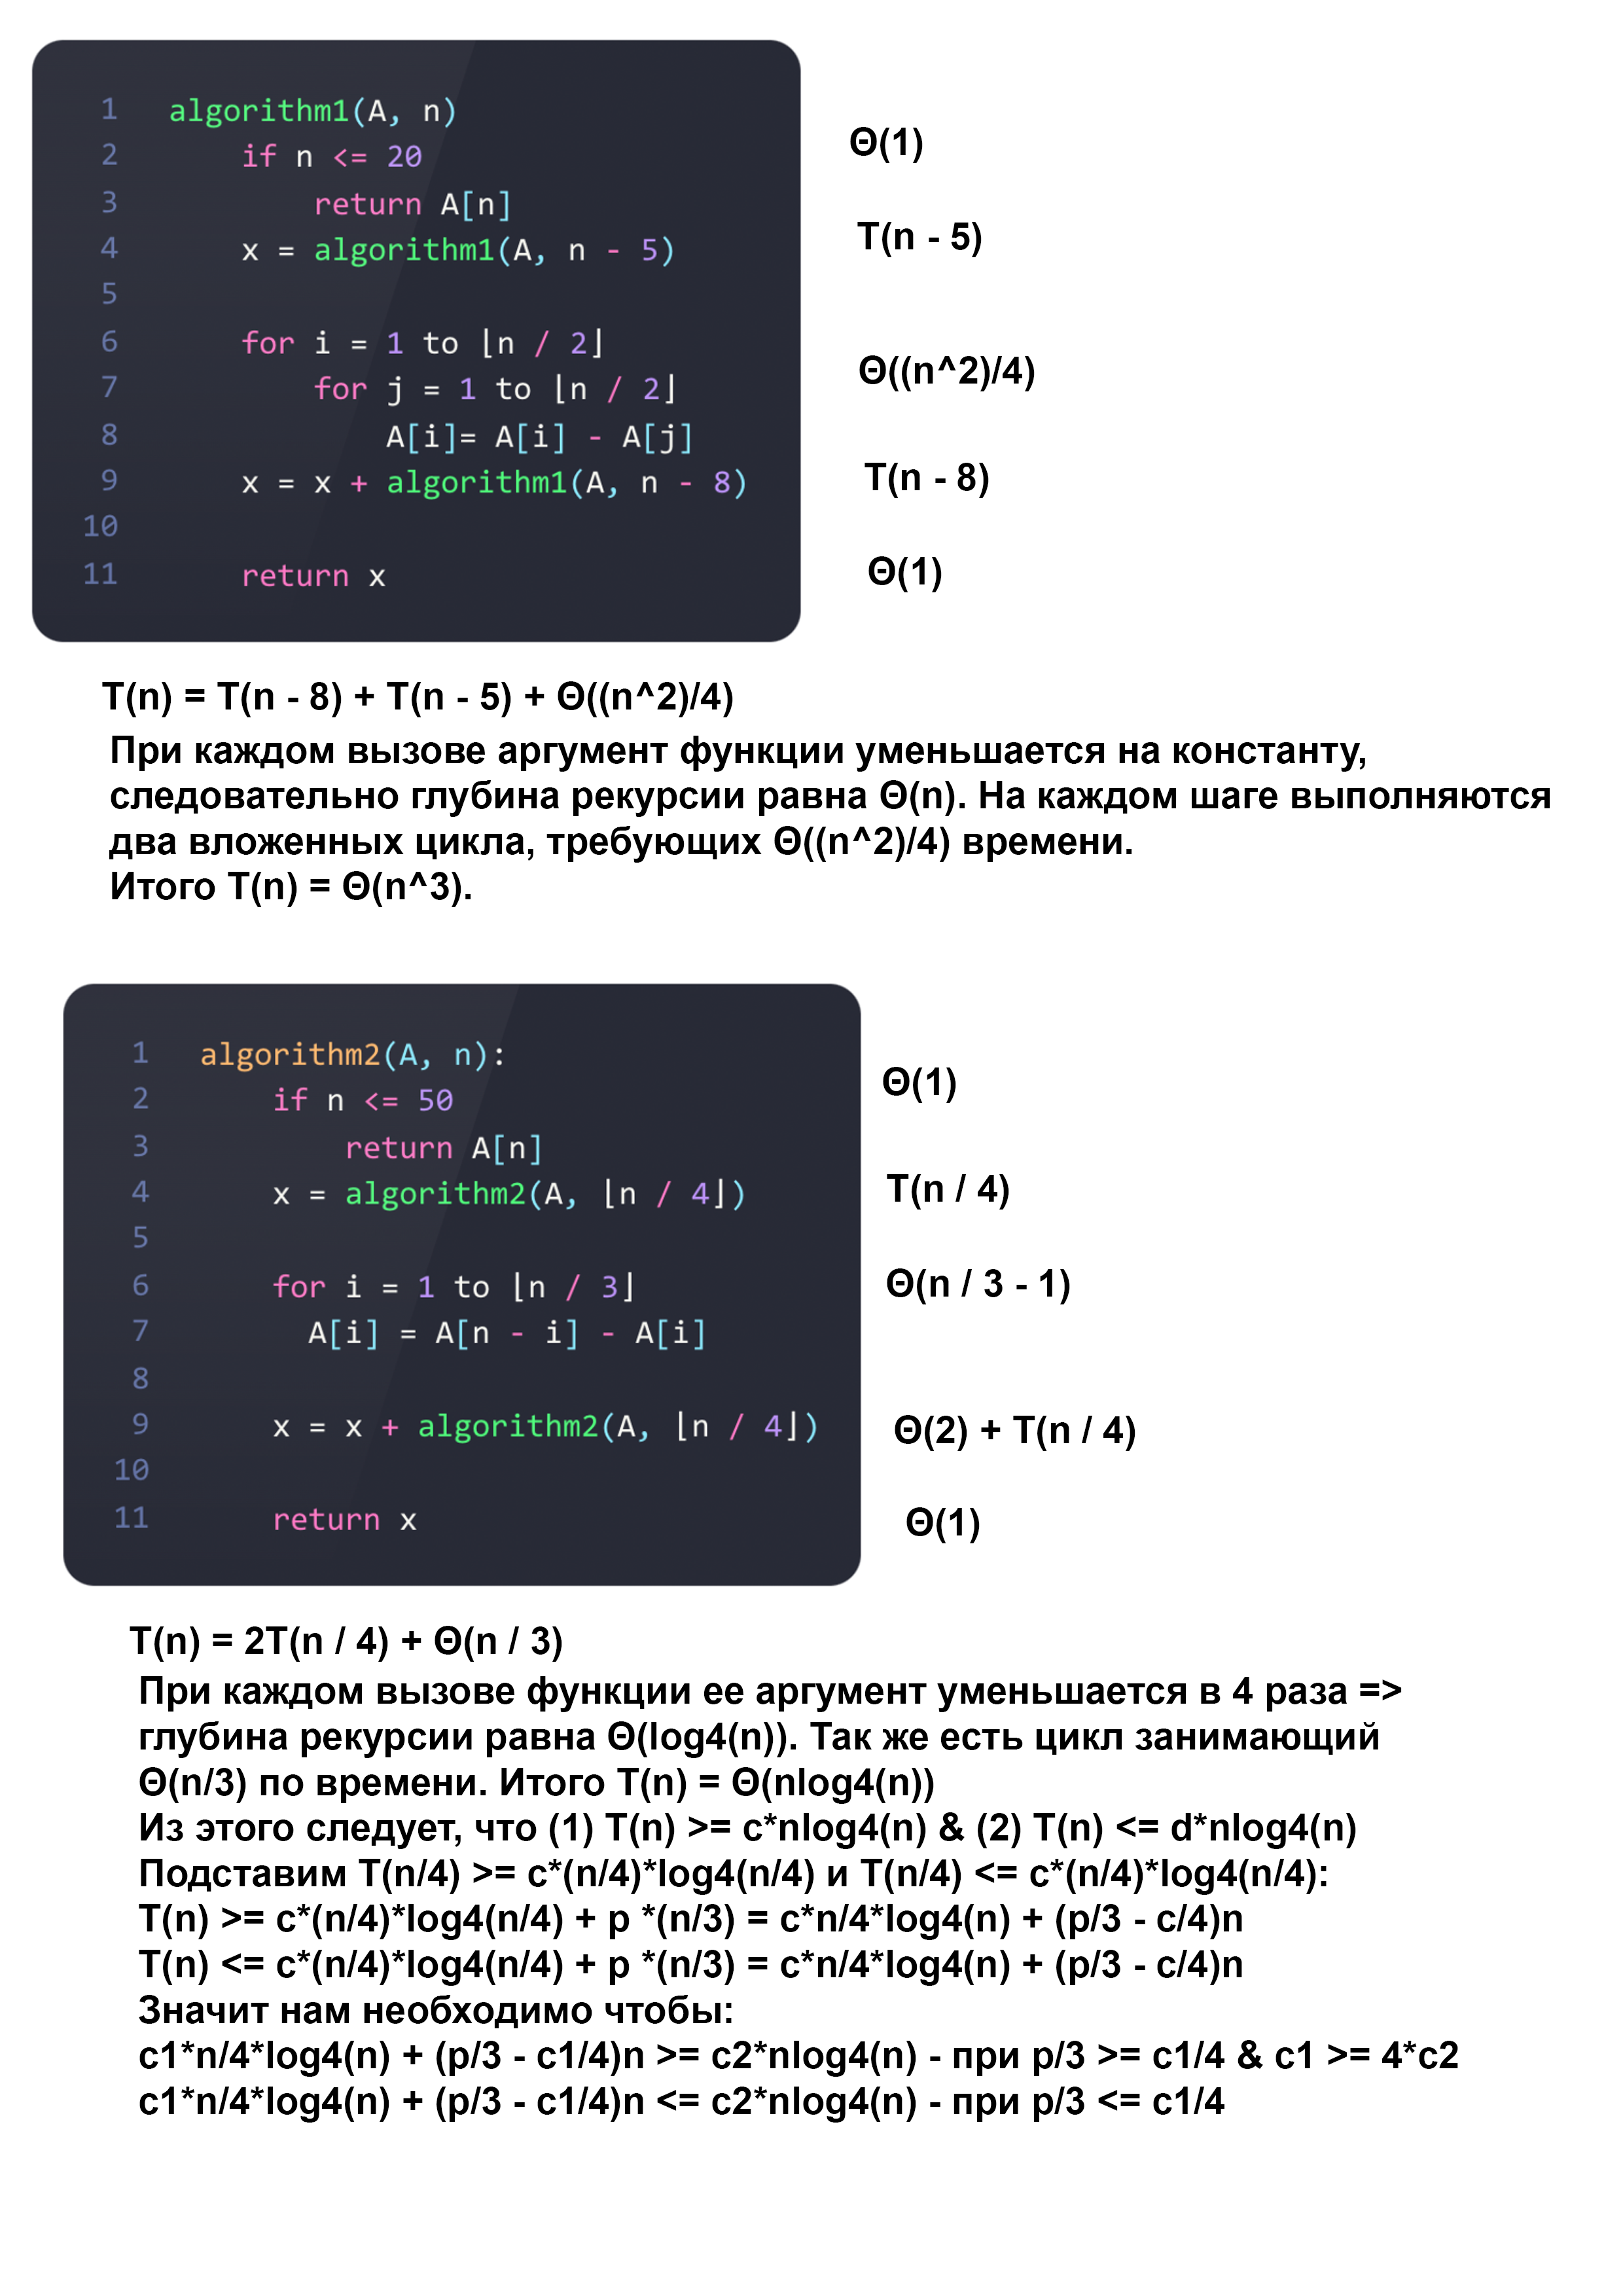 1 algorithm1(A, n)
2 if n <= 20
3 return A[n]
4 x = algorithm1(A, n - 5)
5
6 for i = 1 to ⌊n / 2⌋
7 for j = 1 to ⌊n / 2⌋
8 A[i]= A[i] - A[j]
9 x = x + algorithm1(A, n - 8)
10
11 return x
Θ(1)
T(n - 5)
Θ((n^2)/4)
T(n - 8)
Θ(1)
T(n) = T(n - 8) + T(n - 5) + Θ((n^2)/4)
При каждом вызове аргумент функции уменьшается на константу,
следовательно глубина рекурсии равна Θ(n). На каждом шаге выполняются
два вложенных цикла, требующих Θ((n^2)/4) времени.
Итого T(n) = Θ(n^3).
1 algorithm2(A, n):
2 if n <= 50
3 return A[n]
4 x = algorithm2(A, ⌊n / 4⌋)
5
6 for i = 1 to ⌊n / 3⌋
7 A[i] = A[n - i] - A[i]
8
9 x = x + algorithm2(A, ⌊n / 4⌋)
10
11 return x
Θ(1)
T(n / 4)
Θ(n / 3 - 1)
Θ(2) + T(n / 4)
Θ(1)
T(n) = 2T(n / 4) + Θ(n / 3)
При каждом вызове функции ее аргумент уменьшается в 4 раза =>
глубина рекурсии равна Θ(log4(n)). Так же есть цикл занимающий
Θ(n/3) по времени. Итого T(n) = Θ(nlog4(n))
Из этого следует, что (1) T(n) >= c*nlog4(n) & (2) T(n) <= d*nlog4(n)
Подставим T(n/4) >= c*(n/4)*log4(n/4) и T(n/4) <= c*(n/4)*log4(n/4):
T(n) >= c*(n/4)*log4(n/4) + p *(n/3) = c*n/4*log4(n) + (p/3 - c/4)n
T(n) <= c*(n/4)*log4(n/4) + p *(n/3) = c*n/4*log4(n) + (p/3 - c/4)n
Значит нам необходимо чтобы:
c1*n/4*log4(n) + (p/3 - c1/4)n >= c2*nlog4(n) - при p/3 >= c1/4 & c1 >= 4*c2
c1*n/4*log4(n) + (p/3 - c1/4)n <= c2*nlog4(n) - при p/3 <= c1/4